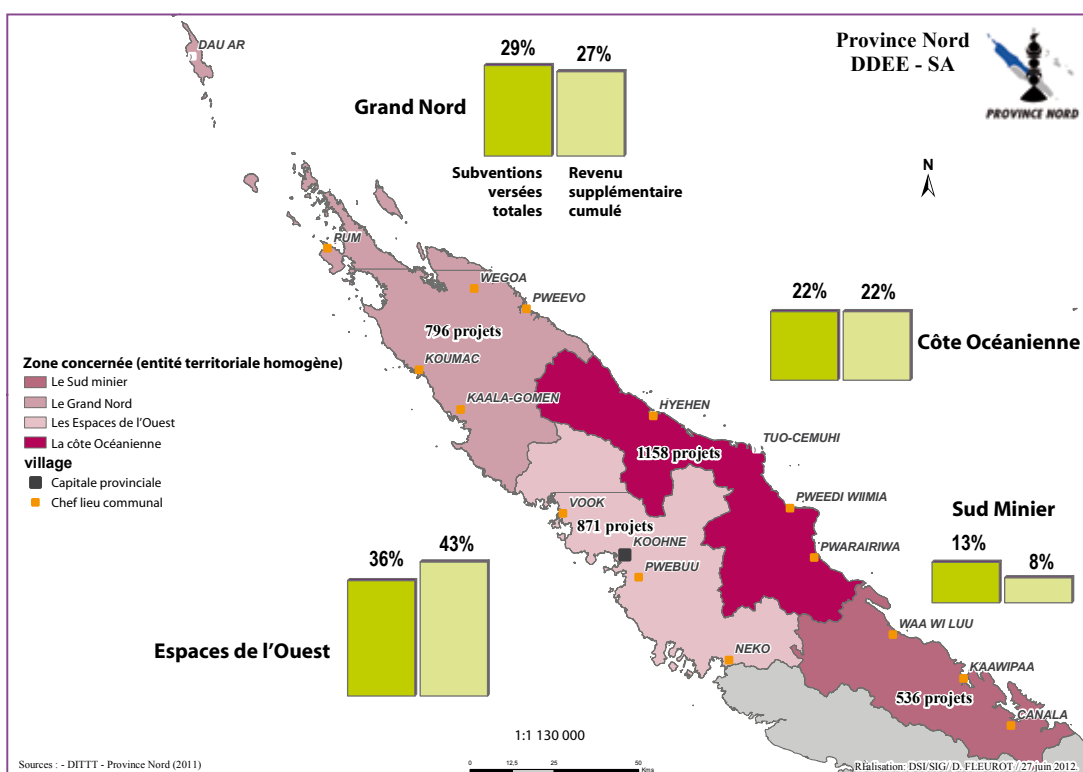 DAU AR
29%
27%
Province Nord
DDEE - SA
PROVINCE NORD
Grand Nord
Subventions
versées
totales
Revenu
supplémentaire
cumulé
N
PUM
WEGOA
PWEEVO
796 projets
22%
22%
Côte Océanienne
KOUMAC
KAALA-GOMEN
Zone concernée (entité territoriale homogène)
Le Sud minier
Le Grand Nord
Les Espaces de l'Ouest
La côte Océanienne
village
Capitale provinciale
Chef lieu communal
HYEHEN
TUO-CEMUHI
1158 projets
PWEEDI WIIMIA
VOOK
871 projets
KOOHNE
PWEBUU
PWARAIRIWA
Sud Minier
13%
8%
36%
43%
Espaces de l'Ouest
WAA WI LUU
NEKO
KAAWIPAA
536 projets
CANALA
1:1 130 000
0
12,5
25
50
Kms
Sources : - DITTT - Province Nord (2011)
Réalisation: DSI/SIG/ D. FLEUROT / 27 juin 2012.